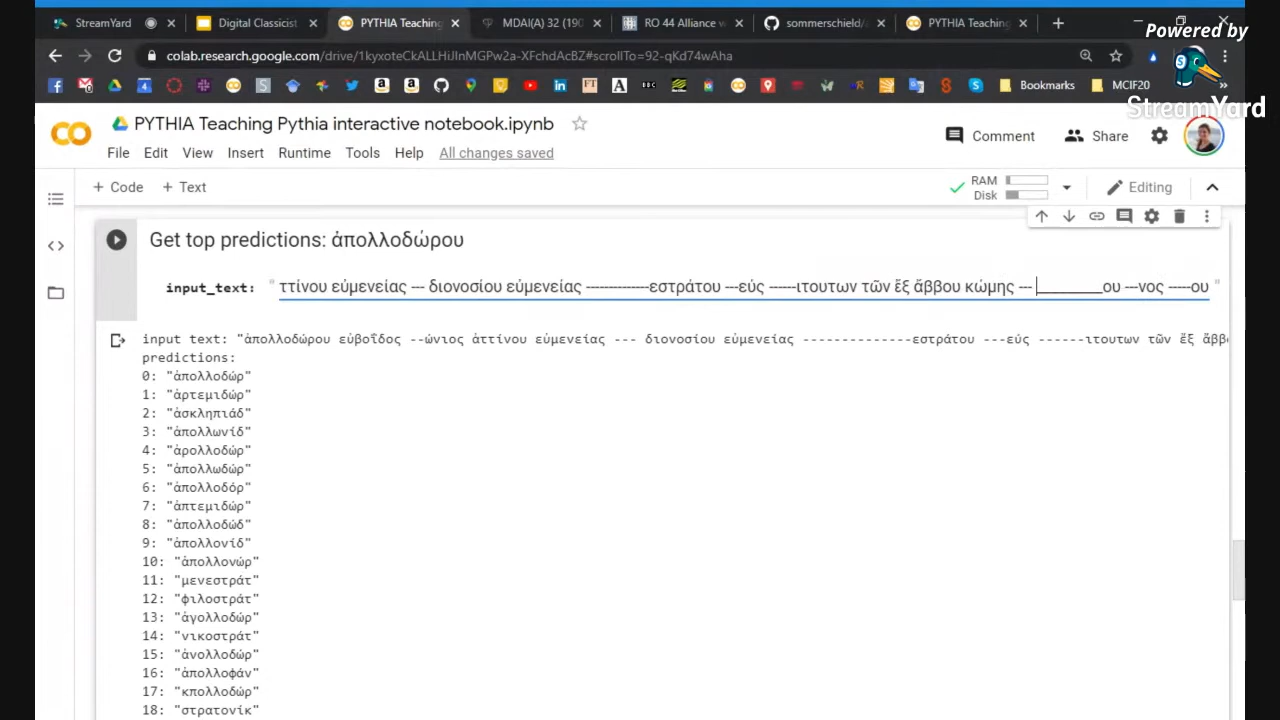 StreamYard
Digital Classicist
PYTHIA Teaching
MDAI(A) 32 (190
RO 44 Alliance v
sommerschield/
PYTHIA Teaching
Powered by
colab.research.google.com/drive/1kyxoteCkALLHiJInMGPw2a-XFchdAcBZ#scrollTo=92-qKd74wAha
Bookmarks
MCIF20
StreamYard
PYTHIA Teaching Pythia interactive notebook.ipynb
Comment
Share
File Edit View Insert Runtime Tools Help All changes saved
+ Code + Text
RAM
Disk
Editing
Get top predictions: ἀπολλοδώρου
input_text: "ττίνου εὐμενείας --- διονοσίου εὐμενείας --------------εστράτου ---εύς ------ιτουτων τῶν ἔξ ἄββου κώμης --- _________ου ---νος -----ου "
input text: "ἀπολλοδώρου εὐβοΐδος --ώνιος ἀττίνου εὐμενείας --- διονοσίου εὐμενείας --------------εστράτου ---εύς ------ιτουτων τῶν ἔξ ἄββ
predictions:
0: "ἀπολλοδώρ"
1: "ἀρτεμιδώρ"
2: "ἀσκληπιάδ"
3: "ἀπολλωνίδ"
4: "ἀρολλοδώρ"
5: "ἀπολλωδώρ"
6: "ἀπολλοδόρ"
7: "ἀπτεμιδώρ"
8: "ἀπολλοδώδ"
9: "ἀπολλονίδ"
10: "ἀπολλονώρ"
11: "μενεστράτ"
12: "φιλοστράτ"
13: "ἀγολλοδώρ"
14: "νικοστράτ"
15: "ἀνολλοδώρ"
16: "ἀπολλοφάν"
17: "κπολλοδώρ"
18: "στρατονίκ"